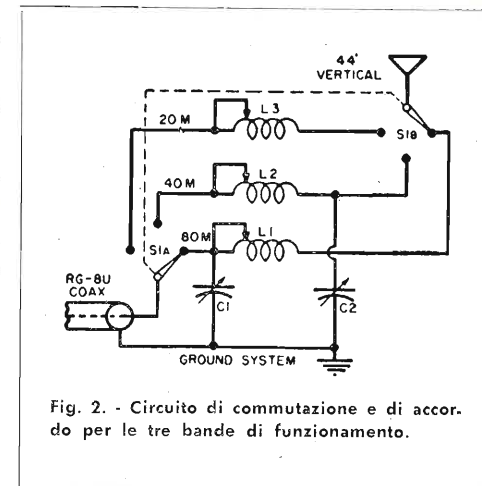 44'
VERTICAL
L3
20 M
S1B
L2
40 M
80M
L1
S1A
RG-8U
COAX
C1
C2
GROUND SYSTEM
Fig. 2. - Circuito di commutazione e di accor-
do per le tre bande di funzionamento.